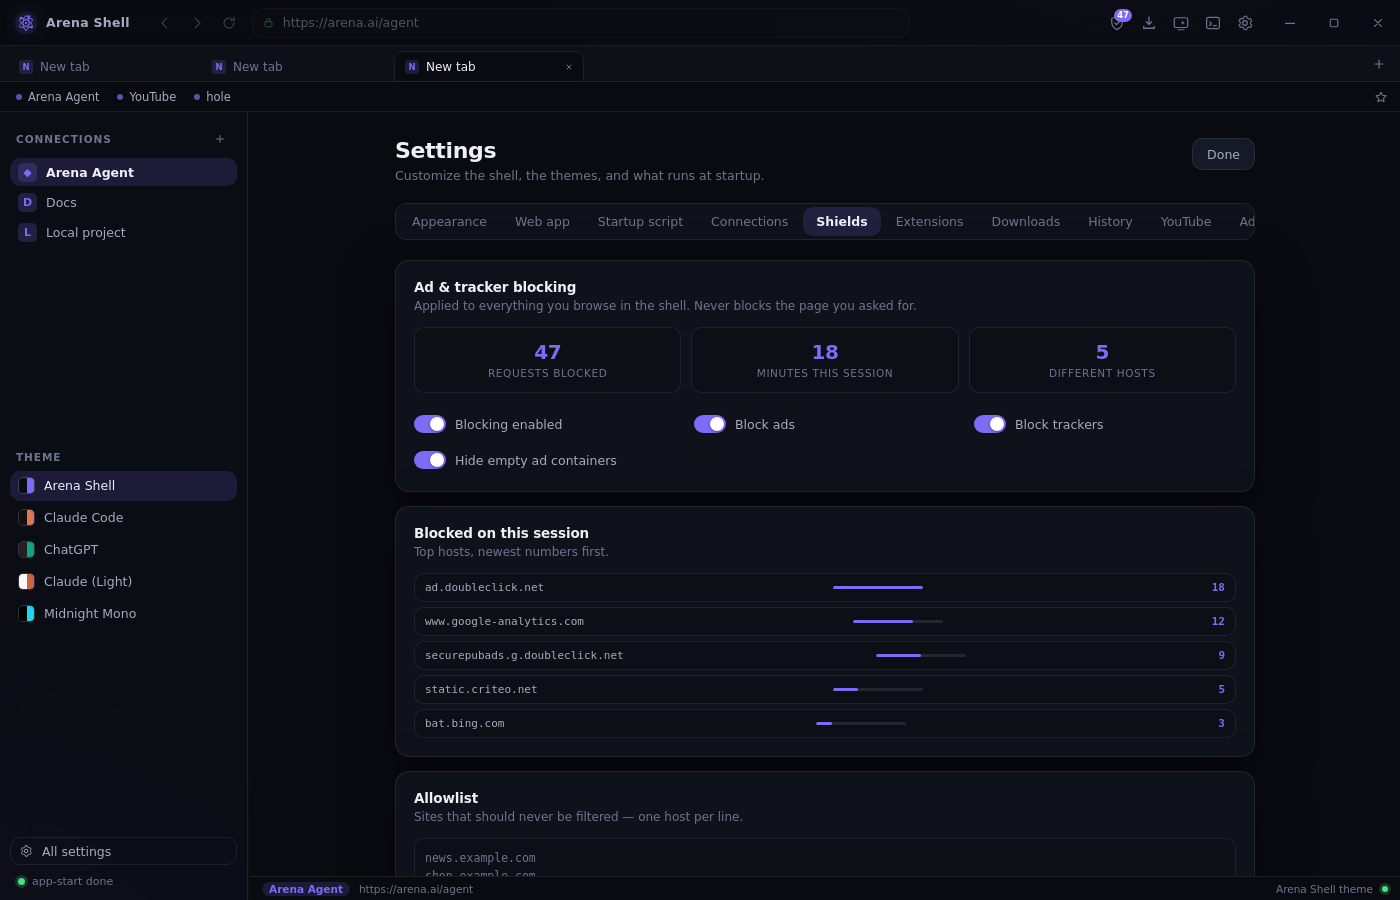 Arena Shell
https://arena.ai/agent
47
N New tab
N New tab
N New tab
Arena Agent
YouTube
hole
CONNECTIONS
Arena Agent
D Docs
L Local project
THEME
Arena Shell
Claude Code
ChatGPT
Claude (Light)
Midnight Mono
All settings
app-start done
Settings
Done
Customize the shell, the themes, and what runs at startup.
Appearance Web app Startup script Connections Shields Extensions Downloads History YouTube Ad
Ad & tracker blocking
Applied to everything you browse in the shell. Never blocks the page you asked for.
47
REQUESTS BLOCKED
18
MINUTES THIS SESSION
5
DIFFERENT HOSTS
Blocking enabled
Block ads
Block trackers
Hide empty ad containers
Blocked on this session
Top hosts, newest numbers first.
ad.doubleclick.net 18
www.google-analytics.com 12
securepubads.g.doubleclick.net 9
static.criteo.net 5
bat.bing.com 3
Allowlist
Sites that should never be filtered — one host per line.
news.example.com
shop.example.com
Arena Agent https://arena.ai/agent
Arena Shell theme